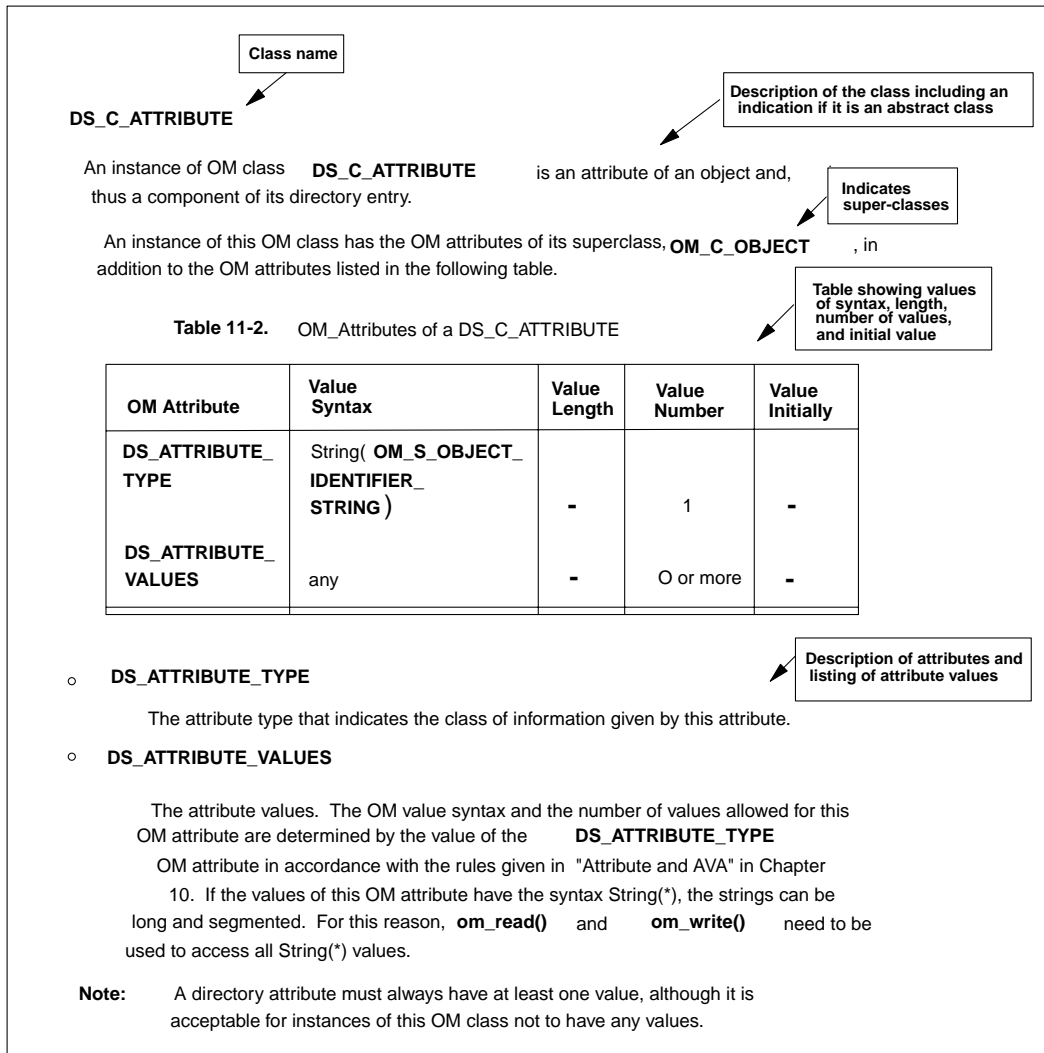 Class name
Description of the class including an
indication if it is an abstract class
DS_C_ATTRIBUTE
An instance of OM class DS_C_ATTRIBUTE is an attribute of an object and,
thus a component of its directory entry.
Indicates
super-classes
An instance of this OM class has the OM attributes of its superclass, OM_C_OBJECT , in
addition to the OM attributes listed in the following table.
Table showing values
of syntax, length,
number of values,
and initial value
Table 11-2. OM_Attributes of a DS_C_ATTRIBUTE
OM Attribute Value Syntax Value Length Value Number Value Initially
DS_ATTRIBUTE_ String( OM_S_OBJECT_
TYPE IDENTIFIER_
STRING ) - 1 -
DS_ATTRIBUTE_
VALUES any - O or more -
Description of attributes and
listing of attribute values
○ DS_ATTRIBUTE_TYPE
The attribute type that indicates the class of information given by this attribute.
○ DS_ATTRIBUTE_VALUES
The attribute values. The OM value syntax and the number of values allowed for this
OM attribute are determined by the value of the DS_ATTRIBUTE_TYPE
OM attribute in accordance with the rules given in "Attribute and AVA" in Chapter
10. If the values of this OM attribute have the syntax String(*), the strings can be
long and segmented. For this reason, om_read() and om_write() need to be
used to access all String(*) values.
Note: A directory attribute must always have at least one value, although it is
acceptable for instances of this OM class not to have any values.